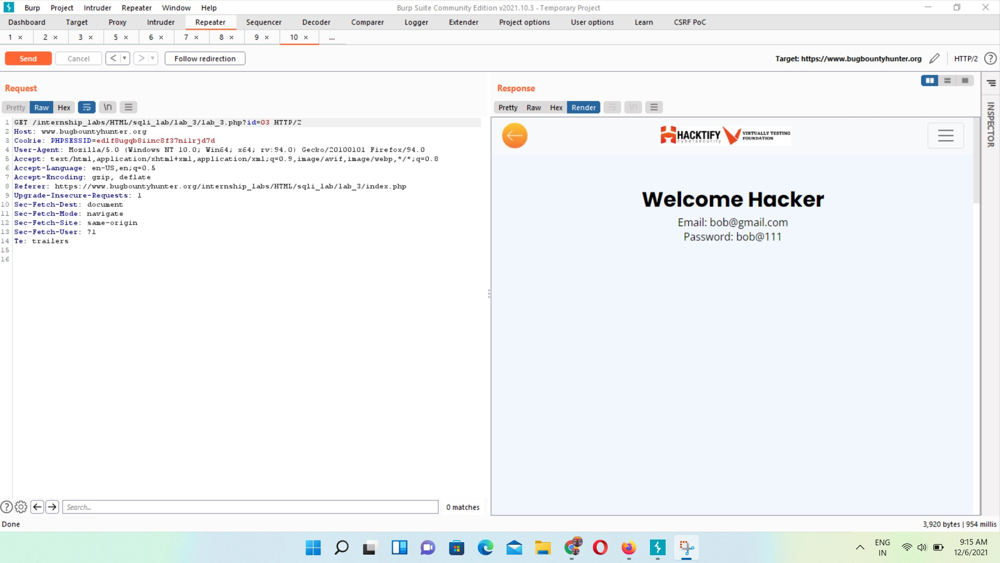 Burp Project Intruder Repeater Window Help Burp Suite Community Edition v2021.10.3 - Temporary Project
Dashboard Target Proxy Intruder Repeater Sequencer Decoder Comparer Logger Extender Project options User options Learn CSRF PoC
1 × 2 × 3 × 5 × 6 × 7 × 8 × 9 × 10 × ...
Send Cancel < > Follow redirection Target: https://www.bugbountyhunter.org HTTP/2 ?
Request
Pretty Raw Hex \n
1 GET /internship_labs/HTML/sqli_lab/lab_3/lab_3.php?id=03 HTTP/2
2 Host: www.bugbountyhunter.org
3 Cookie: PHPSESSID=edlf8ugqb8iinc8f37nilrjd7d
4 User-Agent: Mozilla/5.0 (Windows NT 10.0; Win64; x64; rv:94.0) Gecko/20100101 Firefox/94.0
5 Accept: text/html,application/xhtml+xml,application/xml;q=0.9,image/avif,image/webp,*/*;q=0.8
6 Accept-Language: en-US,en;q=0.5
7 Accept-Encoding: gzip, deflate
8 Referer: https://www.bugbountyhunter.org/internship_labs/HTML/sqli_lab/lab_3/index.php
9 Upgrade-Insecure-Requests: 1
10 Sec-Fetch-Dest: document
11 Sec-Fetch-Mode: navigate
12 Sec-Fetch-Site: same-origin
13 Sec-Fetch-User: ?1
14 Te: trailers
15
16
? Search... 0 matches
Response
Pretty Raw Hex Render \n
HACKTIFY
cybersecurity
VIRTUALLY TESTING
FOUNDATION
Welcome Hacker
Email: bob@gmail.com
Password: bob@111
INSPECTOR
Done 3,920 bytes | 954 millis
ENG
IN
9:15 AM
12/6/2021